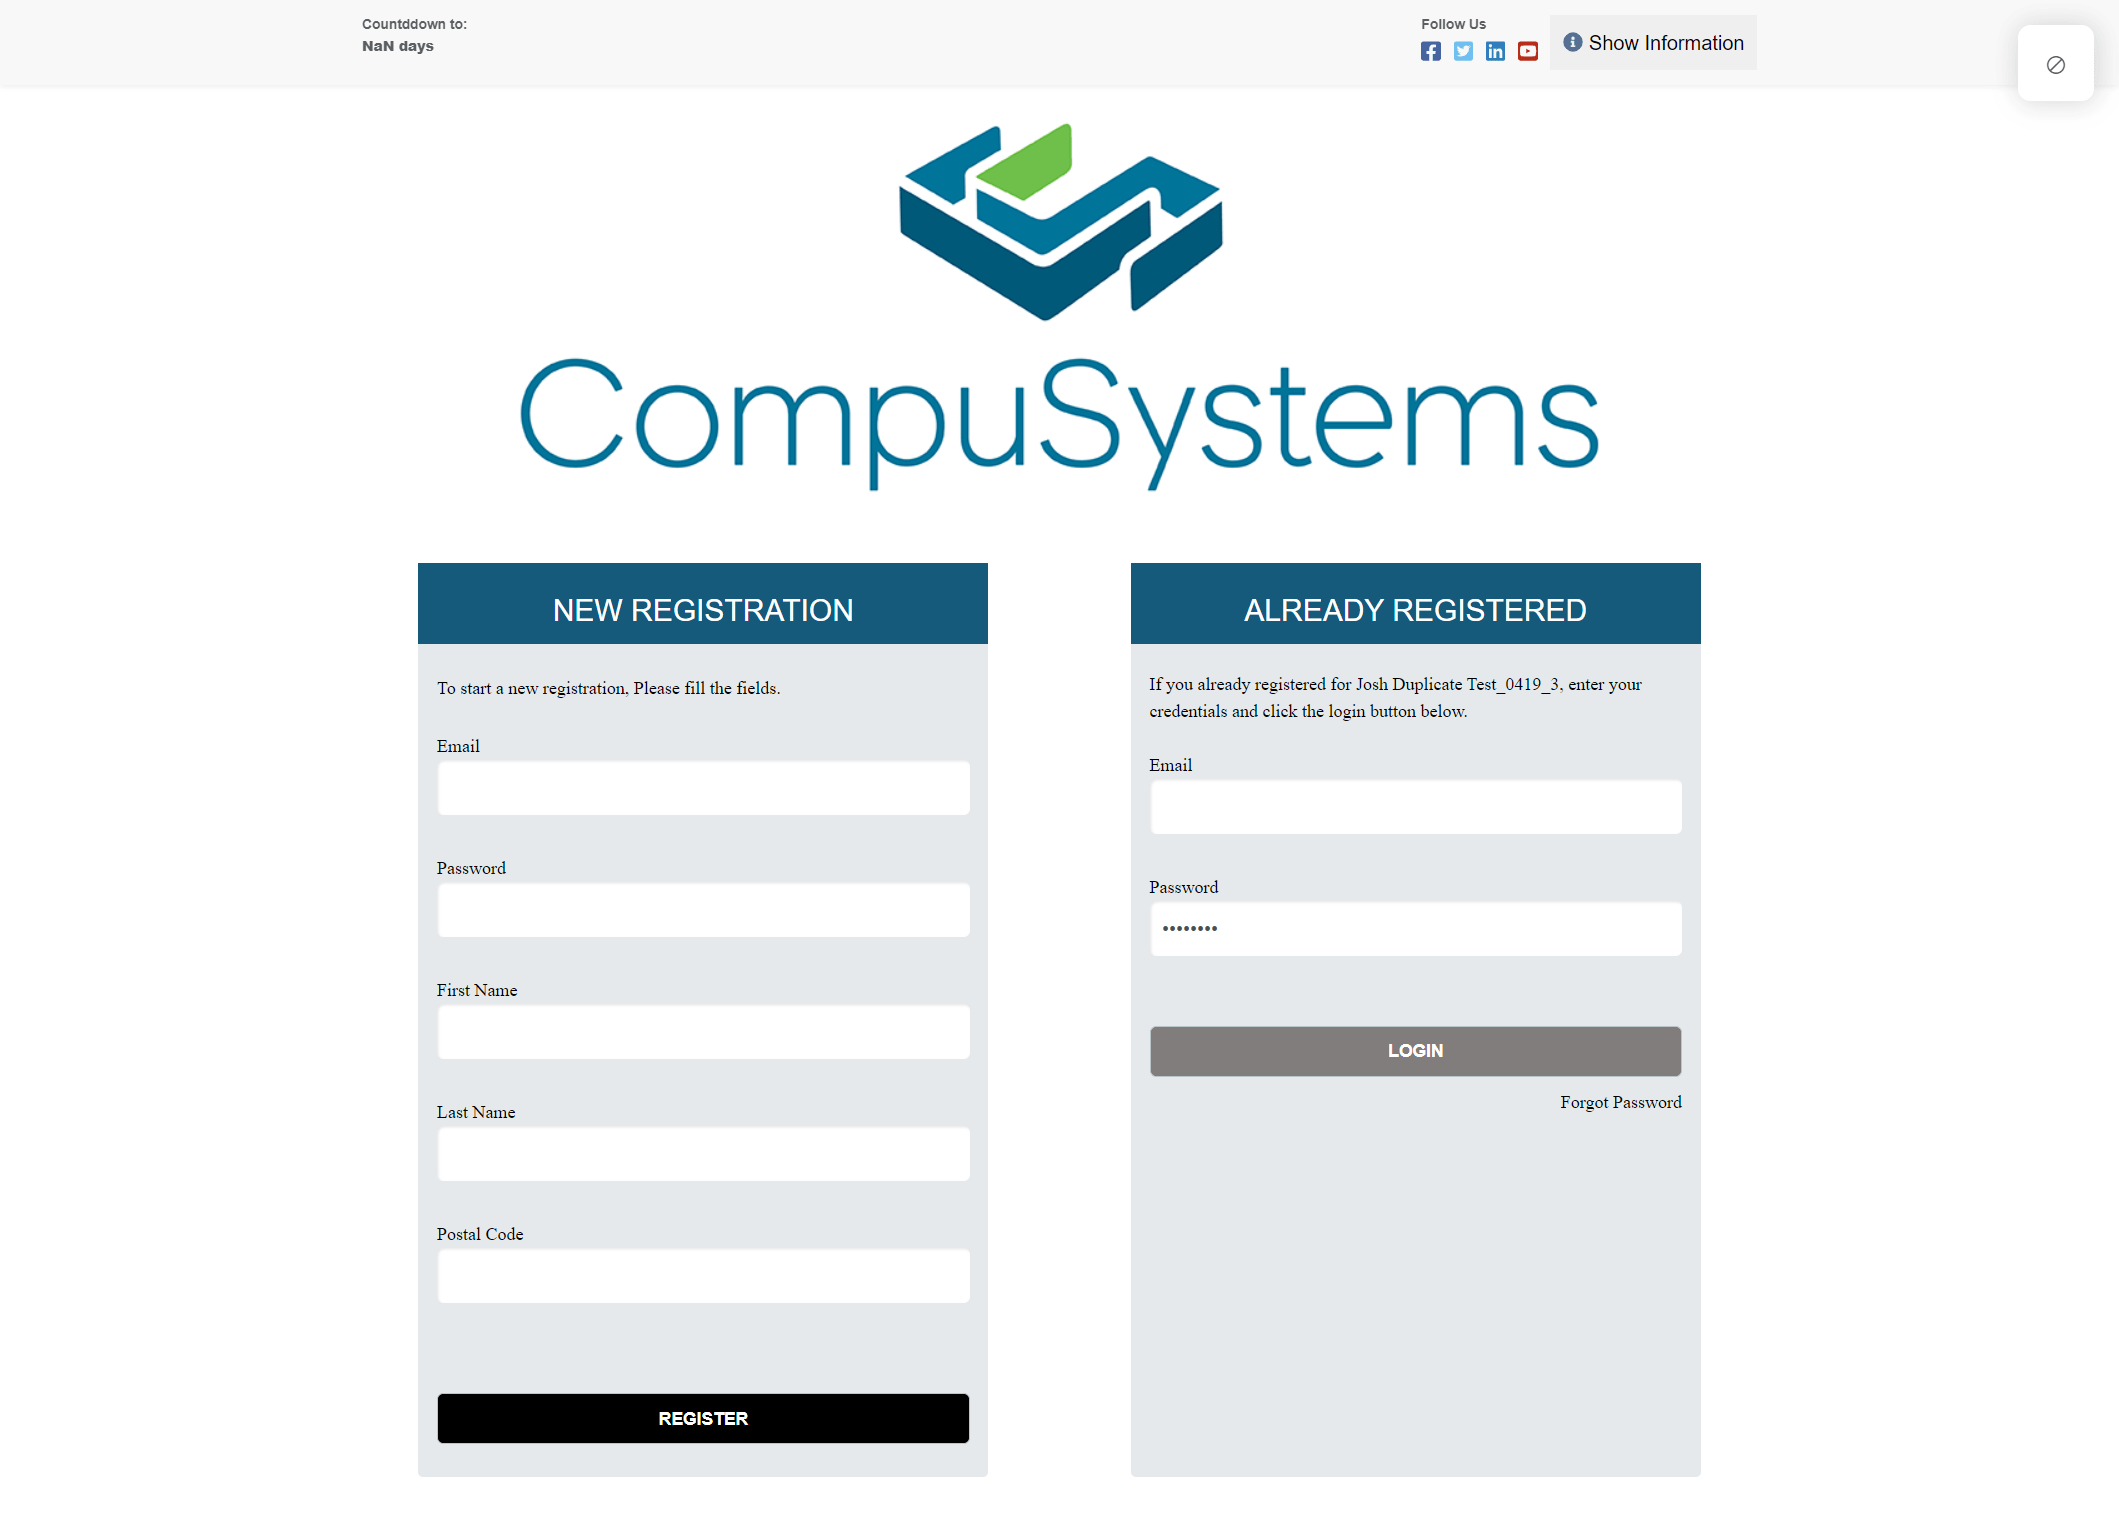 Countddown to:
NaN days
Follow Us
Show Information
CompuSystems
NEW REGISTRATION
To start a new registration, Please fill the fields.
Email
Password
First Name
Last Name
Postal Code
REGISTER
ALREADY REGISTERED
If you already registered for Josh Duplicate Test_0419_3, enter your
credentials and click the login button below.
Email
Password
••••••••
LOGIN
Forgot Password